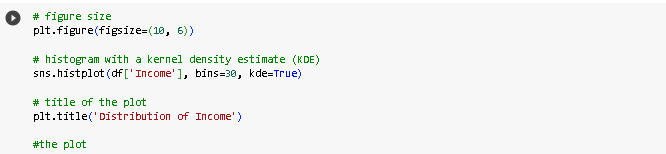 # figure size
plt.figure(figsize=(10, 6))
# histogram with a kernel density estimate (KDE)
sns.histplot(df['Income'], bins=30, kde=True)
# title of the plot
plt.title('Distribution of Income')
#the plot